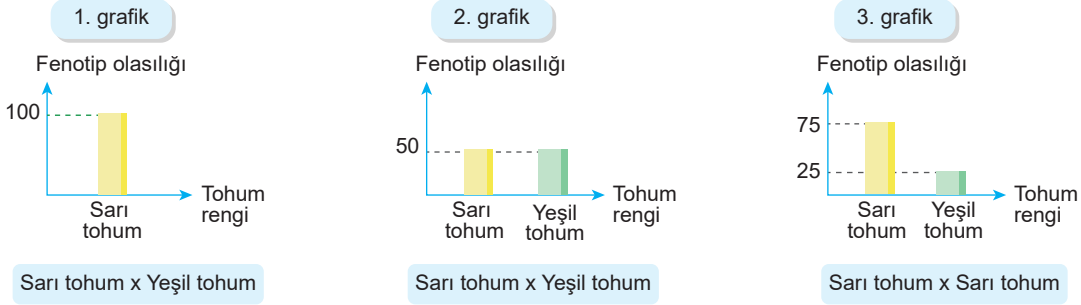 1. grafik
Fenotip olasılığı
100
Sarı
tohum
Tohum
rengi
Sarı tohum x Yeşil tohum
2. grafik
Fenotip olasılığı
50
Sarı
tohum
Yeşil
tohum
Tohum
rengi
Sarı tohum x Yeşil tohum
3. grafik
Fenotip olasılığı
75
25
Sarı
tohum
Yeşil
tohum
Tohum
rengi
Sarı tohum x Sarı tohum